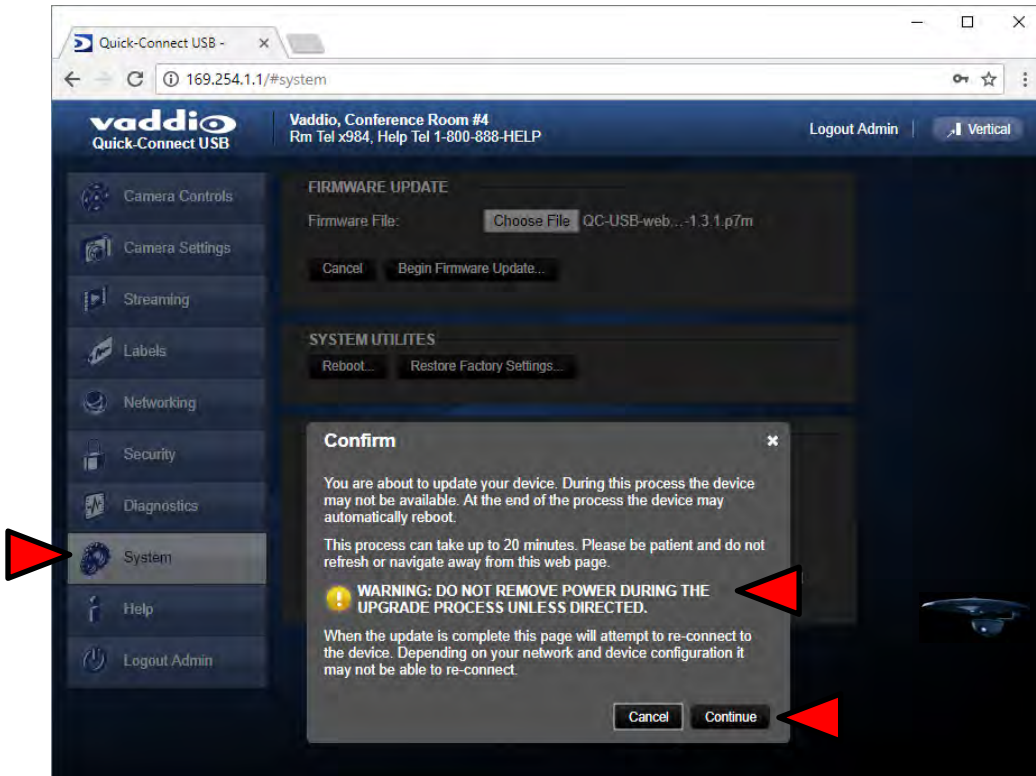 Quick-Connect USB -
169.254.1.1/#system
vaddio
Quick-Connect USB
Vaddio, Conference Room #4
Rm Tel x984, Help Tel 1-800-888-HELP
Logout Admin
Vertical
Camera Controls
Camera Settings
Streaming
Labels
Networking
Security
Diagnostics
System
Help
Logout Admin
FIRMWARE UPDATE
Firmware File: Choose File QC-USB-web...-1.3.1.p7m
Cancel Begin Firmware Update...
SYSTEM UTILITES
Reboot... Restore Factory Settings...
Confirm
You are about to update your device. During this process the device
may not be available. At the end of the process the device may
automatically reboot.
This process can take up to 20 minutes. Please be patient and do not
refresh or navigate away from this web page.
WARNING: DO NOT REMOVE POWER DURING THE
UPGRADE PROCESS UNLESS DIRECTED.
When the update is complete this page will attempt to re-connect to
the device. Depending on your network and device configuration it
may not be able to re-connect.
Cancel Continue